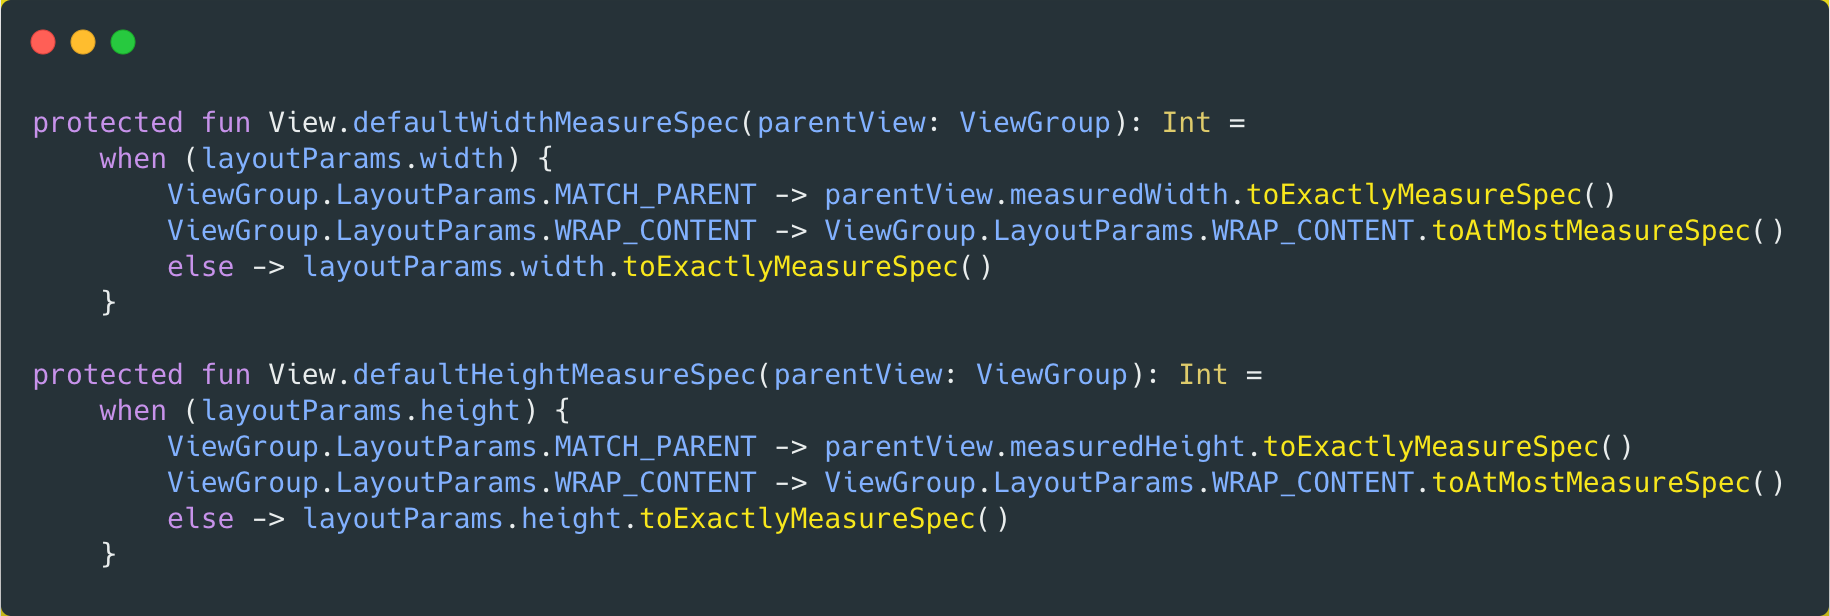 protected fun View.defaultWidthMeasureSpec(parentView: ViewGroup): Int =
    when (layoutParams.width) {
        ViewGroup.LayoutParams.MATCH_PARENT -> parentView.measuredWidth.toExactlyMeasureSpec()
        ViewGroup.LayoutParams.WRAP_CONTENT -> ViewGroup.LayoutParams.WRAP_CONTENT.toAtMostMeasureSpec()
        else -> layoutParams.width.toExactlyMeasureSpec()
    }

protected fun View.defaultHeightMeasureSpec(parentView: ViewGroup): Int =
    when (layoutParams.height) {
        ViewGroup.LayoutParams.MATCH_PARENT -> parentView.measuredHeight.toExactlyMeasureSpec()
        ViewGroup.LayoutParams.WRAP_CONTENT -> ViewGroup.LayoutParams.WRAP_CONTENT.toAtMostMeasureSpec()
        else -> layoutParams.height.toExactlyMeasureSpec()
    }